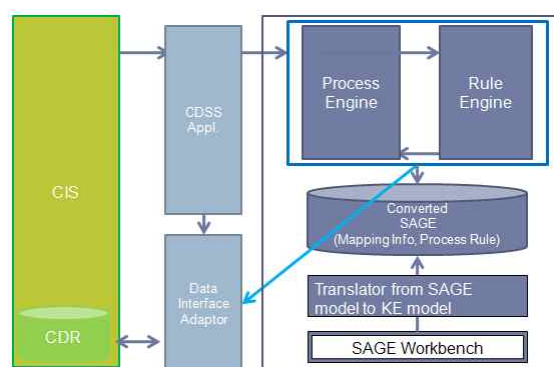 CIS
CDR
CDSS
Appl.
Data
Interface
Adaptor
Process
Engine
Rule
Engine
Converted
SAGE
(Mapping Info, Process Rule)
Translator from SAGE
model to KE model
SAGE Workbench